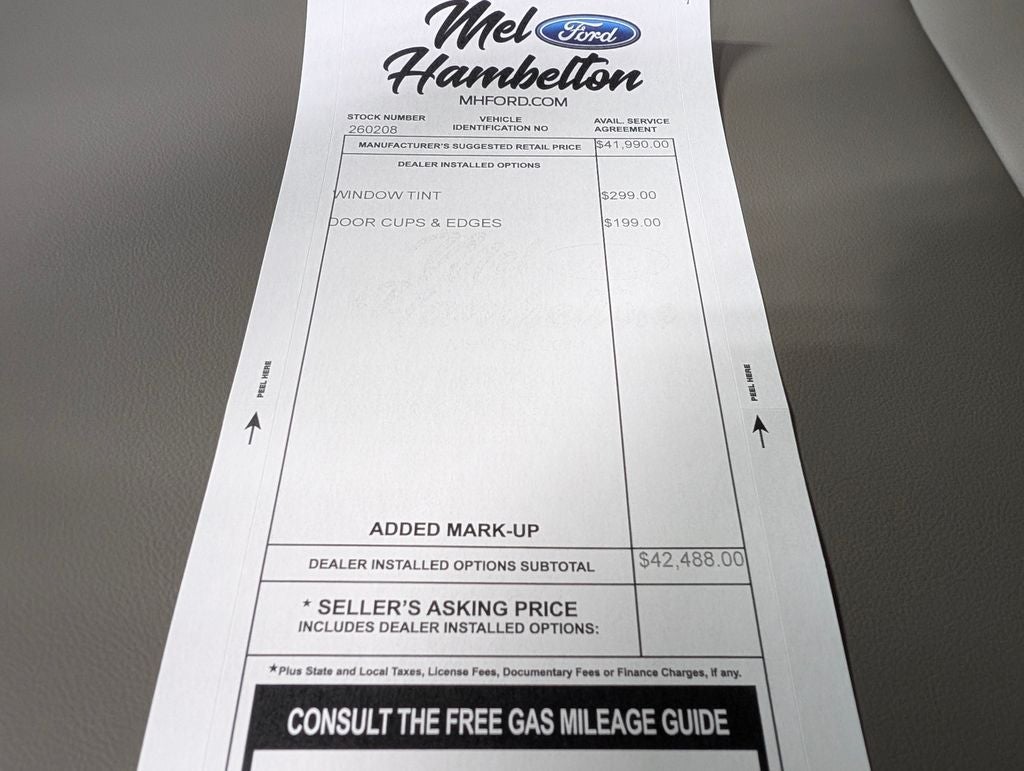 Mel Ford
Hambelton
MHFORD.COM
STOCK NUMBER VEHICLE IDENTIFICATION NO AVAIL. SERVICE AGREEMENT
260208
MANUFACTURER'S SUGGESTED RETAIL PRICE $41,990.00
DEALER INSTALLED OPTIONS
WINDOW TINT $299.00
DOOR CUPS & EDGES $199.00
PEEL HERE
PEEL HERE
ADDED MARK-UP
DEALER INSTALLED OPTIONS SUBTOTAL $42,488.00
* SELLER'S ASKING PRICE
INCLUDES DEALER INSTALLED OPTIONS:
*Plus State and Local Taxes, License Fees, Documentary Fees or Finance Charges, if any.
CONSULT THE FREE GAS MILEAGE GUIDE